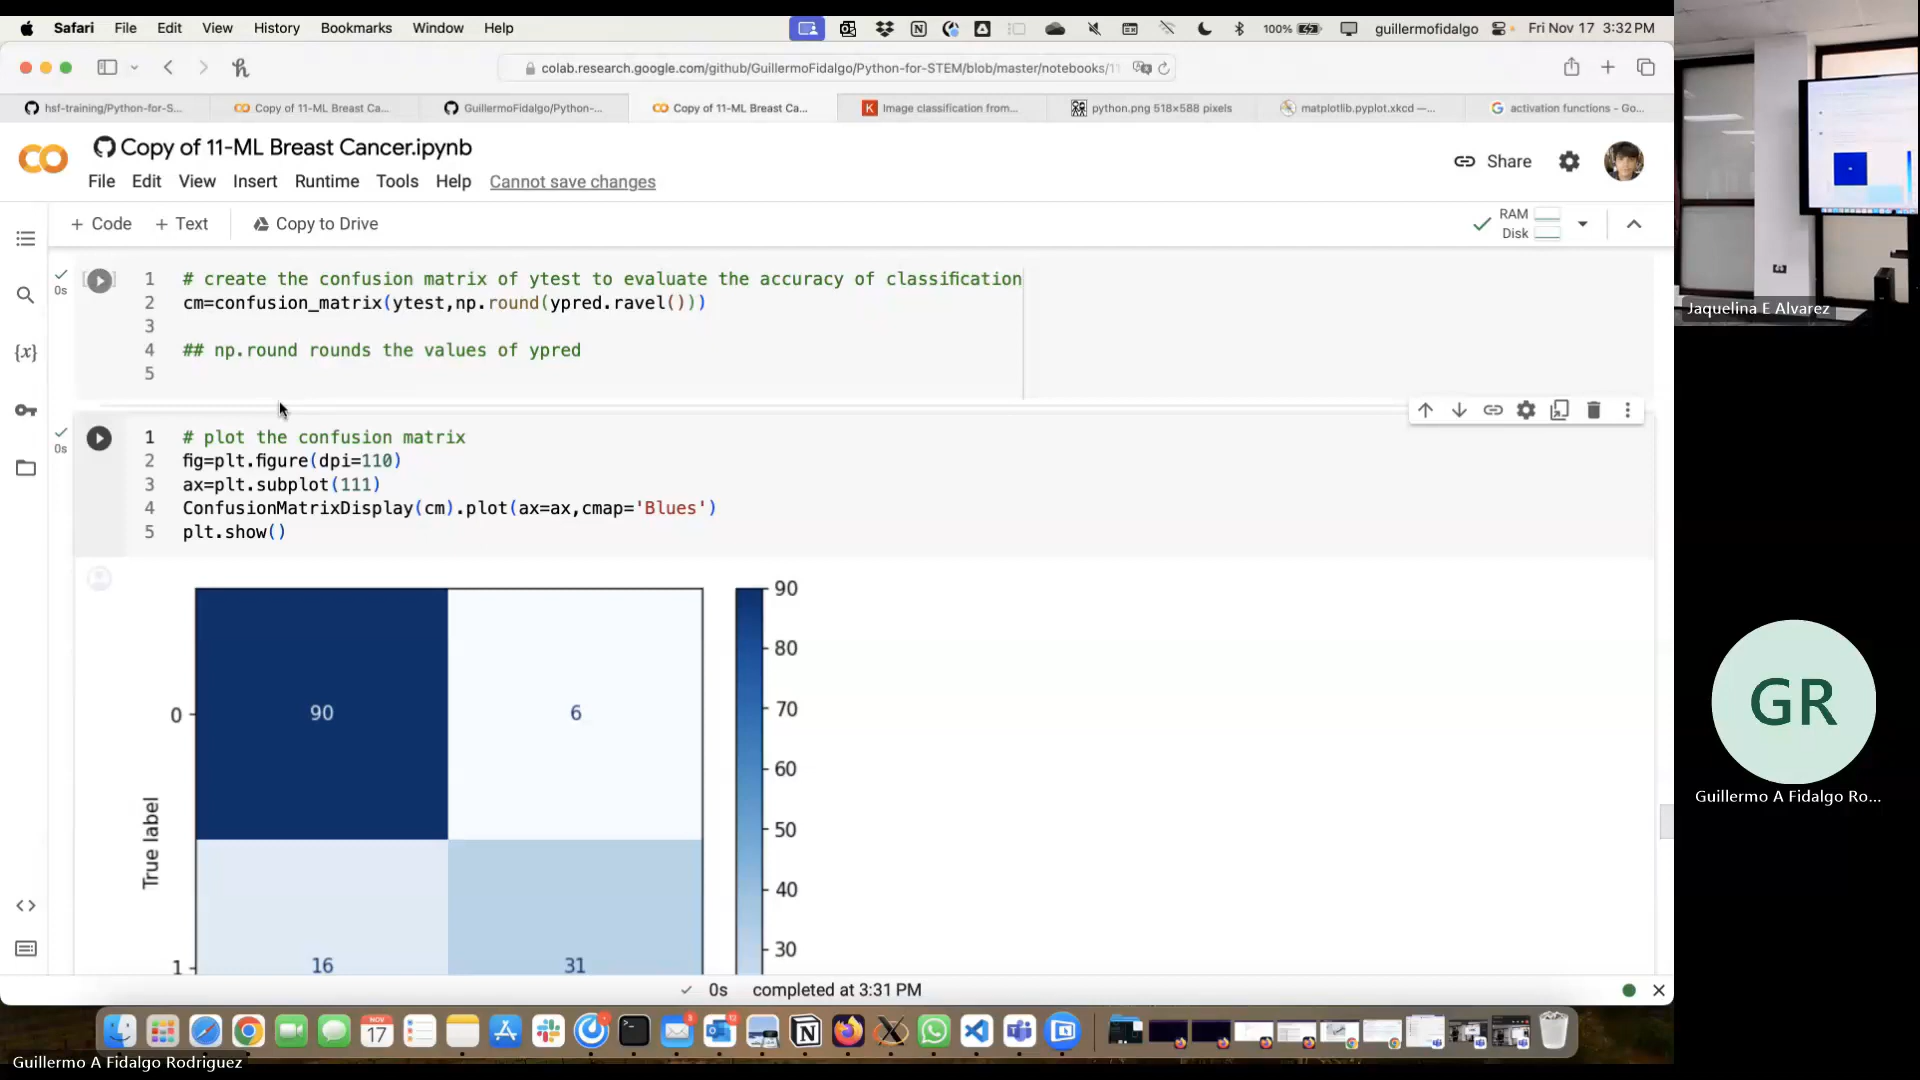 Safari File Edit View History Bookmarks Window Help 100% guillermofidalgo Fri Nov 17 3:32 PM
colab.research.google.com/github/GuillermoFidalgo/Python-for-STEM/blob/master/notebooks/1
hsf-training/Python-for-S... Copy of 11-ML Breast Ca... GuillermoFidalgo/Python-... Copy of 11-ML Breast Ca... Image classification from... python.png 518×588 pixels matplotlib.pyplot.xkcd —... activation functions - Go...
Copy of 11-ML Breast Cancer.ipynb
Share
File Edit View Insert Runtime Tools Help Cannot save changes
+ Code + Text Copy to Drive
RAM
Disk
0s
1 # create the confusion matrix of ytest to evaluate the accuracy of classification
2 cm=confusion_matrix(ytest,np.round(ypred.ravel()))
3
4 ## np.round rounds the values of ypred
5
0s
1 # plot the confusion matrix
2 fig=plt.figure(dpi=110)
3 ax=plt.subplot(111)
4 ConfusionMatrixDisplay(cm).plot(ax=ax,cmap='Blues')
5 plt.show()
90
80
70
60
50
40
30
0
90 6
True label
1
16 31
0s completed at 3:31 PM
NOV
17
Guillermo A Fidalgo Rodriguez
Jaquelina E Alvarez
GR
Guillermo A Fidalgo Ro...